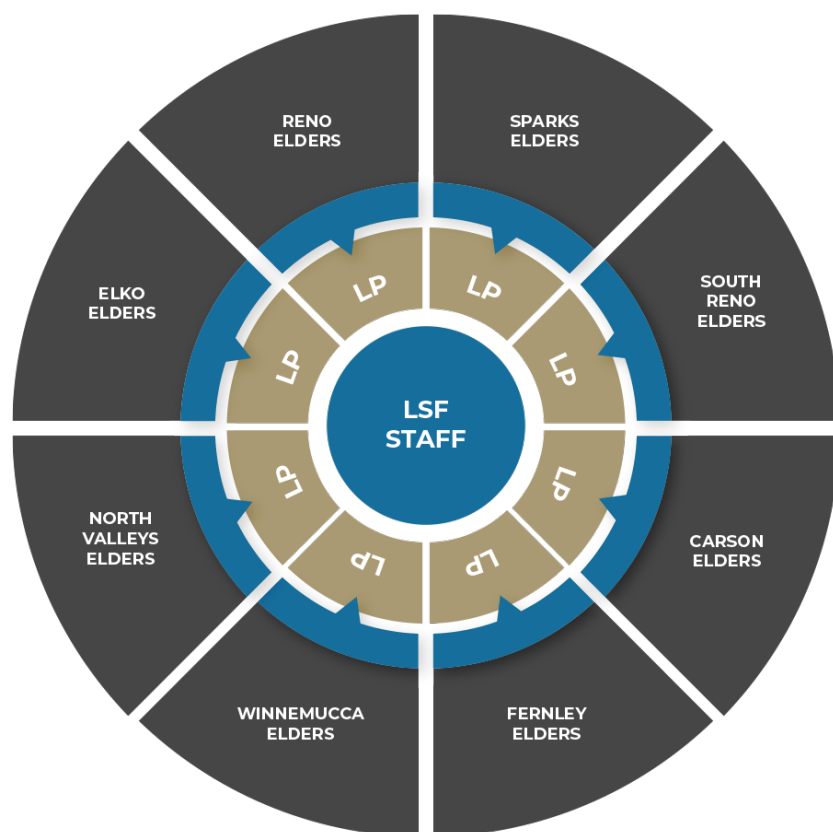 RENO
ELDERS
SPARKS
ELDERS
SOUTH
RENO
ELDERS
CARSON
ELDERS
FERNLEY
ELDERS
WINNEMUCCA
ELDERS
NORTH
VALLEYS
ELDERS
ELKO
ELDERS
LP
LP
LP
LP
LP
LP
LP
LP
LSF
STAFF